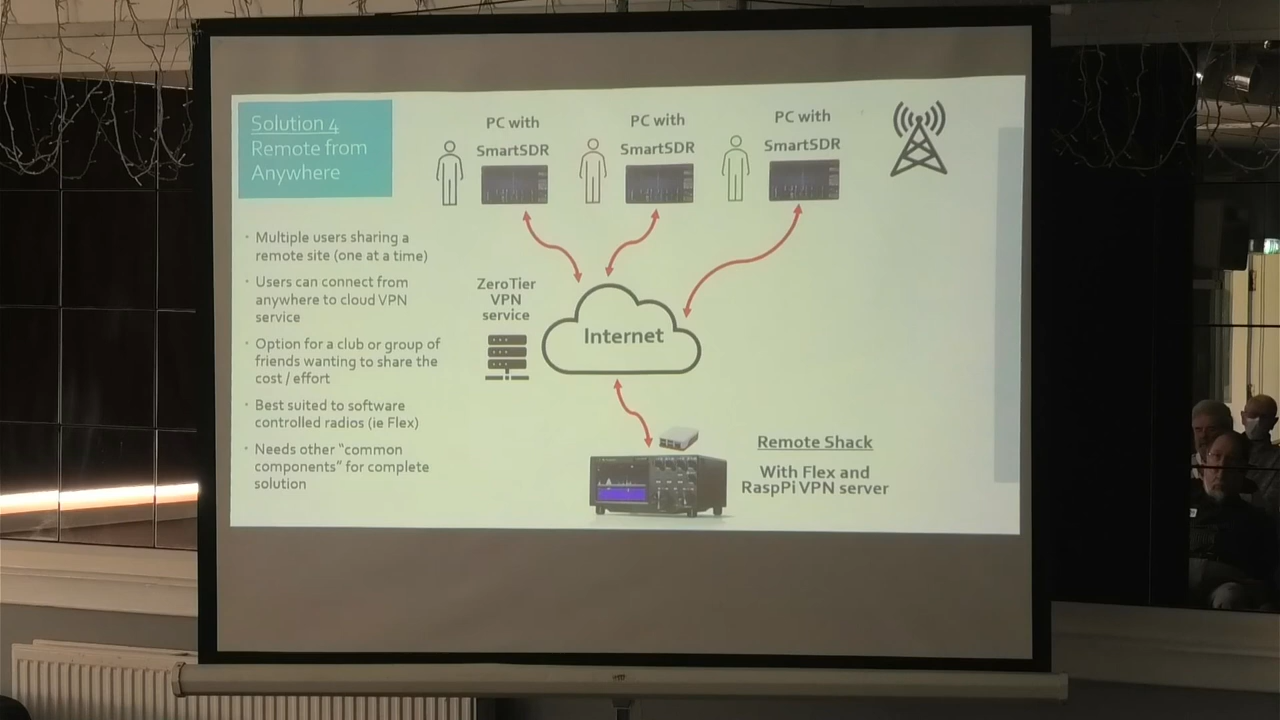 Solution 4
Remote from
Anywhere
PC with
SmartSDR
PC with
SmartSDR
PC with
SmartSDR
· Multiple users sharing a
remote site (one at a time)
· Users can connect from
anywhere to cloud VPN
service
· Option for a club or group of
friends wanting to share the
cost / effort
· Best suited to software
controlled radios (ie Flex)
· Needs other “common
components” for complete
solution
ZeroTier
VPN
service
Internet
Remote Shack
With Flex and
RaspPi VPN server